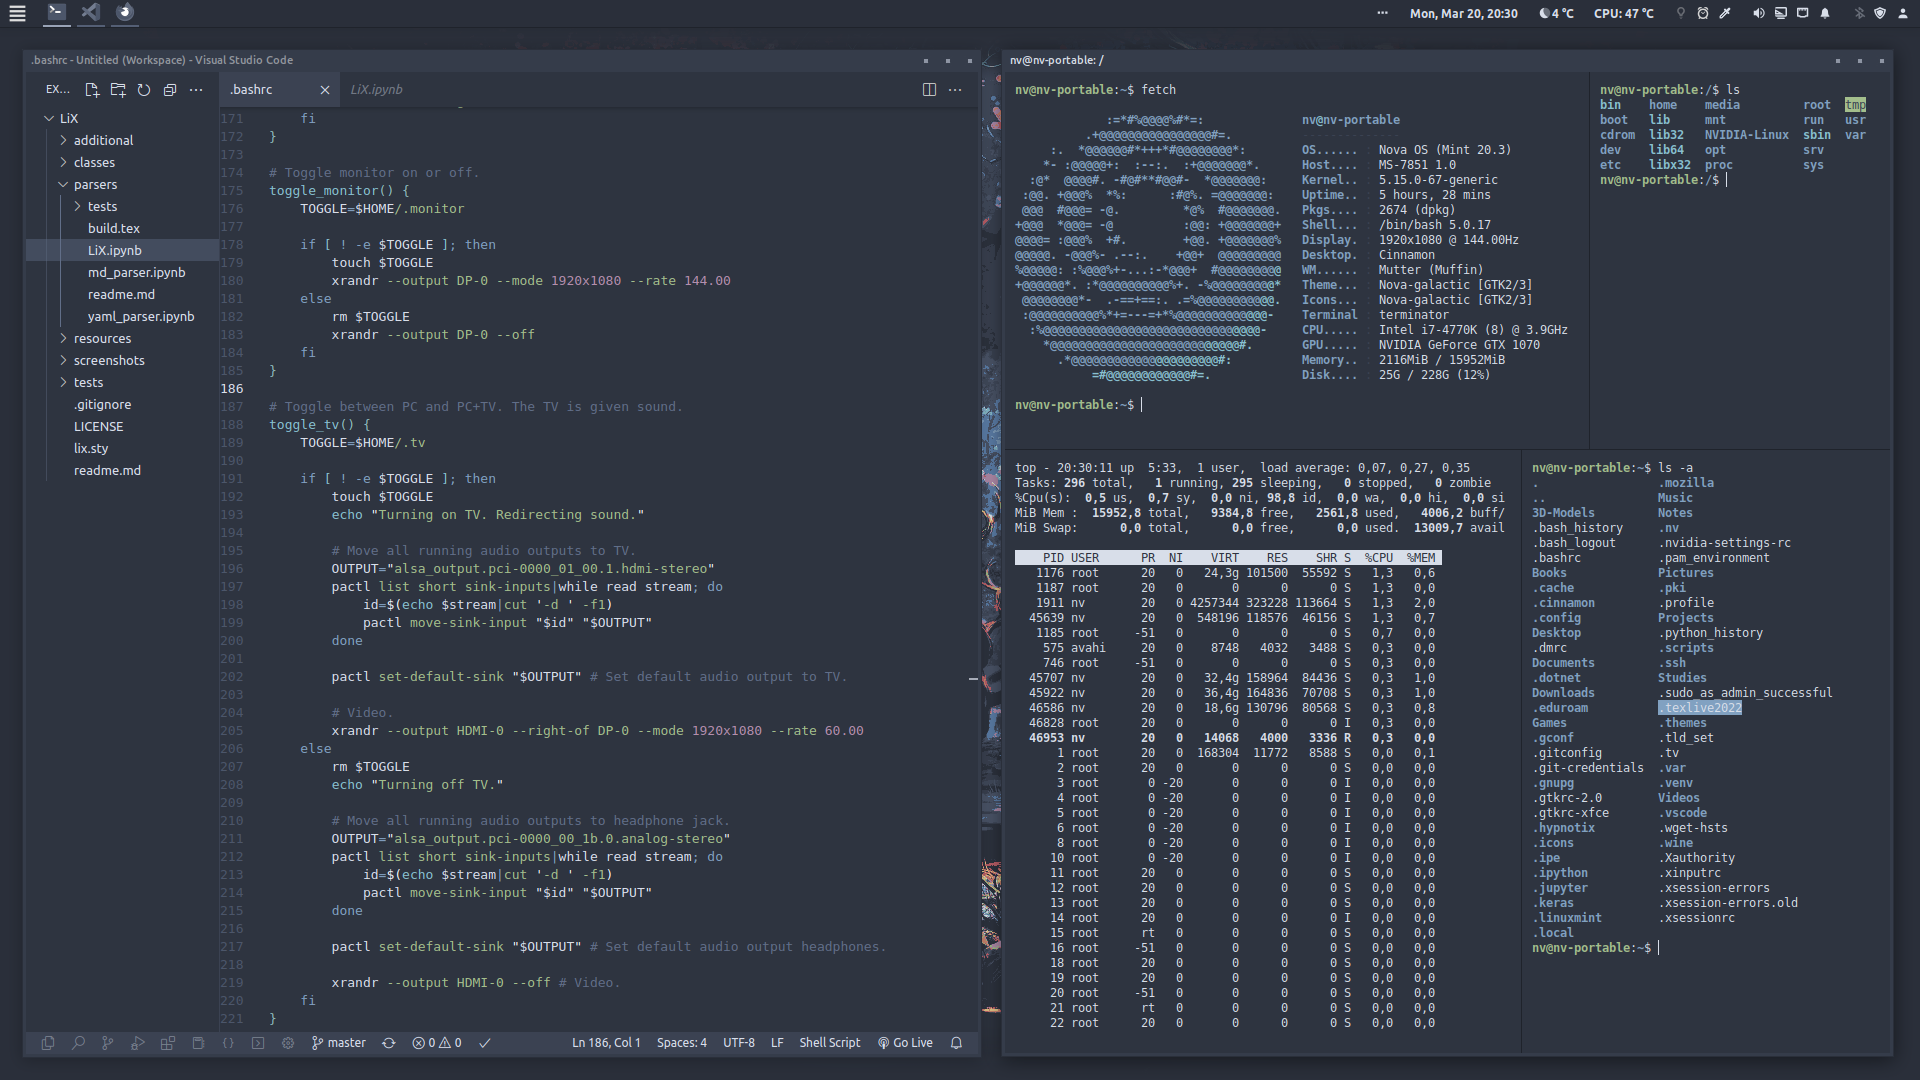 Mon, Mar 20, 20:30
4 °C
CPU: 47 °C
.bashrc - Untitled (Workspace) - Visual Studio Code
EX...
LiX
additional
classes
parsers
tests
build.tex
LiX.ipynb
md_parser.ipynb
readme.md
yaml_parser.ipynb
resources
screenshots
tests
.gitignore
LICENSE
lix.sty
readme.md
.bashrc
LiX.ipynb
171 fi
172 }
173
174 # Toggle monitor on or off.
175 toggle_monitor() {
176 TOGGLE=$HOME/.monitor
177
178 if [ ! -e $TOGGLE ]; then
179 touch $TOGGLE
180 xrandr --output DP-0 --mode 1920x1080 --rate 144.00
181 else
182 rm $TOGGLE
183 xrandr --output DP-0 --off
184 fi
185 }
186
187 # Toggle between PC and PC+TV. The TV is given sound.
188 toggle_tv() {
189 TOGGLE=$HOME/.tv
190
191 if [ ! -e $TOGGLE ]; then
192 touch $TOGGLE
193 echo "Turning on TV. Redirecting sound."
194
195 # Move all running audio outputs to TV.
196 OUTPUT="alsa_output.pci-0000_01_00.1.hdmi-stereo"
197 pactl list short sink-inputs|while read stream; do
198 id=$(echo $stream|cut '-d ' -f1)
199 pactl move-sink-input "$id" "$OUTPUT"
200 done
201
202 pactl set-default-sink "$OUTPUT" # Set default audio output to TV.
203
204 # Video.
205 xrandr --output HDMI-0 --right-of DP-0 --mode 1920x1080 --rate 60.00
206 else
207 rm $TOGGLE
208 echo "Turning off TV."
209
210 # Move all running audio outputs to headphone jack.
211 OUTPUT="alsa_output.pci-0000_00_1b.0.analog-stereo"
212 pactl list short sink-inputs|while read stream; do
213 id=$(echo $stream|cut '-d ' -f1)
214 pactl move-sink-input "$id" "$OUTPUT"
215 done
216
217 pactl set-default-sink "$OUTPUT" # Set default audio output headphones.
218
219 xrandr --output HDMI-0 --off # Video.
220 fi
221 }
master
0 0
Ln 186, Col 1
Spaces: 4
UTF-8
LF
Shell Script
Go Live
nv@nv-portable: /
nv@nv-portable:~$ fetch
nv@nv-portable
-------------
OS...... : Nova OS (Mint 20.3)
Host.... : MS-7851 1.0
Kernel.. : 5.15.0-67-generic
Uptime.. : 5 hours, 28 mins
Pkgs.... : 2674 (dpkg)
Shell... : /bin/bash 5.0.17
Display. : 1920x1080 @ 144.00Hz
Desktop. : Cinnamon
WM...... : Mutter (Muffin)
Theme... : Nova-galactic [GTK2/3]
Icons... : Nova-galactic [GTK2/3]
Terminal : terminator
CPU..... : Intel i7-4770K (8) @ 3.9GHz
GPU..... : NVIDIA GeForce GTX 1070
Memory.. : 2116MiB / 15952MiB
Disk.... : 25G / 228G (12%)
nv@nv-portable:~$
nv@nv-portable:/$ ls
bin home media root tmp
boot lib mnt run usr
cdrom lib32 NVIDIA-Linux sbin var
dev lib64 opt srv
etc libx32 proc sys
nv@nv-portable:/$
top - 20:30:11 up 5:33, 1 user, load average: 0,07, 0,27, 0,35
Tasks: 296 total, 1 running, 295 sleeping, 0 stopped, 0 zombie
%Cpu(s): 0,5 us, 0,7 sy, 0,0 ni, 98,8 id, 0,0 wa, 0,0 hi, 0,0 si
MiB Mem : 15952,8 total, 9384,8 free, 2561,8 used, 4006,2 buff/
MiB Swap: 0,0 total, 0,0 free, 0,0 used. 13009,7 avail
PID USER PR NI VIRT RES SHR S %CPU %MEM
1176 root 20 0 24,3g 101500 55592 S 1,3 0,6
1187 root 20 0 0 0 0 S 1,3 0,0
1911 nv 20 0 4257344 323228 113664 S 1,3 2,0
45639 nv 20 0 548196 118576 46156 S 1,3 0,7
1185 root -51 0 0 0 0 S 0,7 0,0
575 avahi 20 0 8748 4032 3488 S 0,3 0,0
746 root -51 0 0 0 0 S 0,3 0,0
45707 nv 20 0 32,4g 158964 84436 S 0,3 1,0
45922 nv 20 0 36,4g 164836 70708 S 0,3 1,0
46586 nv 20 0 18,6g 130796 80568 S 0,3 0,8
46828 root 20 0 0 0 0 I 0,3 0,0
46953 nv 20 0 14068 4000 3336 R 0,3 0,0
1 root 20 0 168304 11772 8588 S 0,0 0,1
2 root 20 0 0 0 0 S 0,0 0,0
3 root 0 -20 0 0 0 I 0,0 0,0
4 root 0 -20 0 0 0 I 0,0 0,0
5 root 0 -20 0 0 0 I 0,0 0,0
6 root 0 -20 0 0 0 I 0,0 0,0
8 root 0 -20 0 0 0 I 0,0 0,0
10 root 0 -20 0 0 0 I 0,0 0,0
11 root 20 0 0 0 0 S 0,0 0,0
12 root 20 0 0 0 0 S 0,0 0,0
13 root 20 0 0 0 0 S 0,0 0,0
14 root 20 0 0 0 0 I 0,0 0,0
15 root rt 0 0 0 0 S 0,0 0,0
16 root -51 0 0 0 0 S 0,0 0,0
18 root 20 0 0 0 0 S 0,0 0,0
19 root 20 0 0 0 0 S 0,0 0,0
20 root -51 0 0 0 0 S 0,0 0,0
21 root rt 0 0 0 0 S 0,0 0,0
22 root 20 0 0 0 0 S 0,0 0,0
nv@nv-portable:~$ ls -a
. .mozilla
.. Music
3D-Models Notes
.bash_history .nv
.bash_logout .nvidia-settings-rc
.bashrc .pam_environment
Books Pictures
.cache .pki
.cinnamon .profile
.config Projects
Desktop .python_history
.dmrc .scripts
Documents .ssh
.dotnet Studies
Downloads .sudo_as_admin_successful
.eduroam .texlive2022
Games .themes
.gconf .tld_set
.gitconfig .tv
.git-credentials .var
.gnupg .venv
.gtkrc-2.0 Videos
.gtkrc-xfce .vscode
.hypnotix .wget-hsts
.icons .wine
.ipe .Xauthority
.ipython .xinputrc
.jupyter .xsession-errors
.keras .xsession-errors.old
.linuxmint .xsessionrc
.local
nv@nv-portable:~$